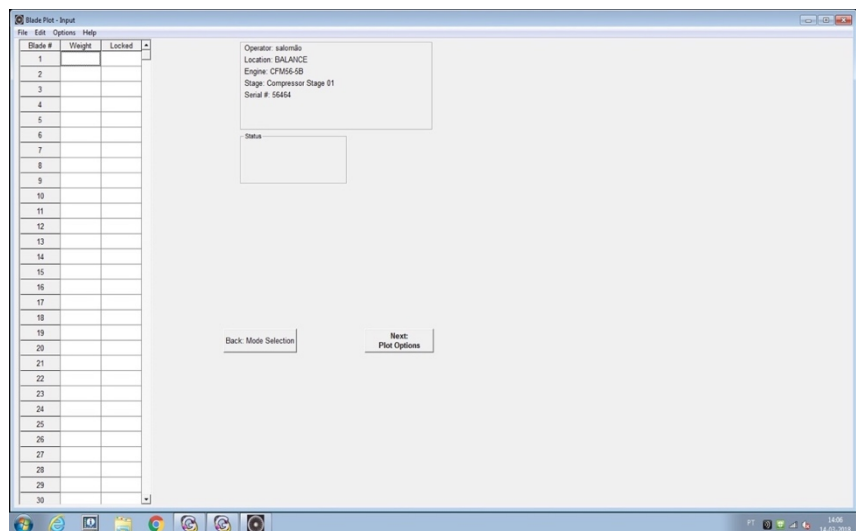 Blade Plot - Input
File Edit Options Help
Blade # Weight Locked
1
2
3
4
5
6
7
8
9
10
11
12
13
14
15
16
17
18
19
20
21
22
23
24
25
26
27
28
29
30
Operator: salomão
Location: BALANCE
Engine: CFM56-5B
Stage: Compressor Stage 01
Serial #: 56464
Status
Back: Mode Selection
Next:
Plot Options
PT
14:06
14-03-2018